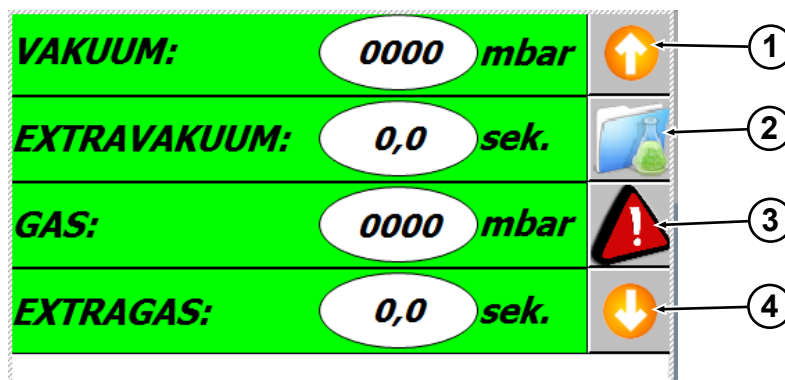 VAKUUM: 0000 mbar 1
EXTRAVAKUUM: 0,0 sek. 2
GAS: 0000 mbar 3
EXTRAGAS: 0,0 sek. 4